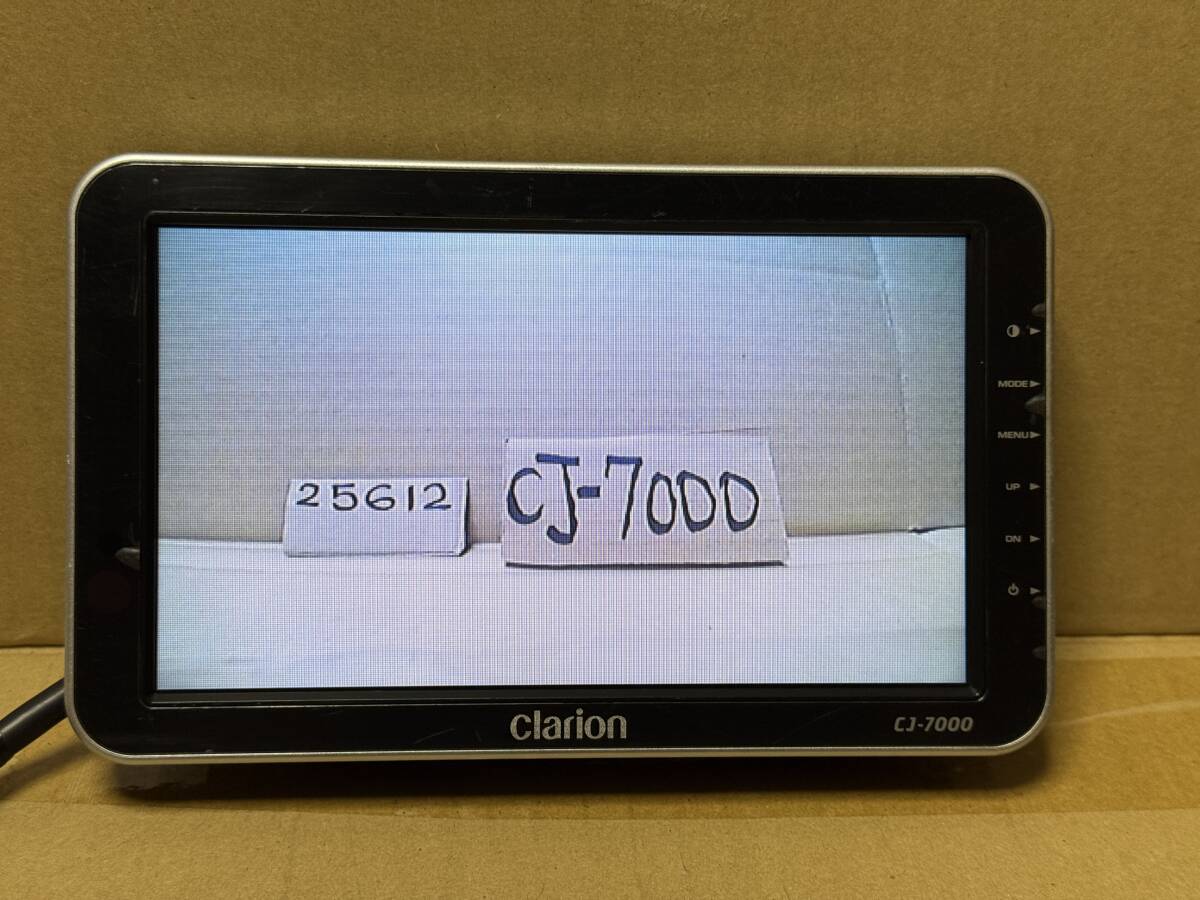 25612
CJ-7000
MODE
MENU
UP
DN
clarion
CJ-7000